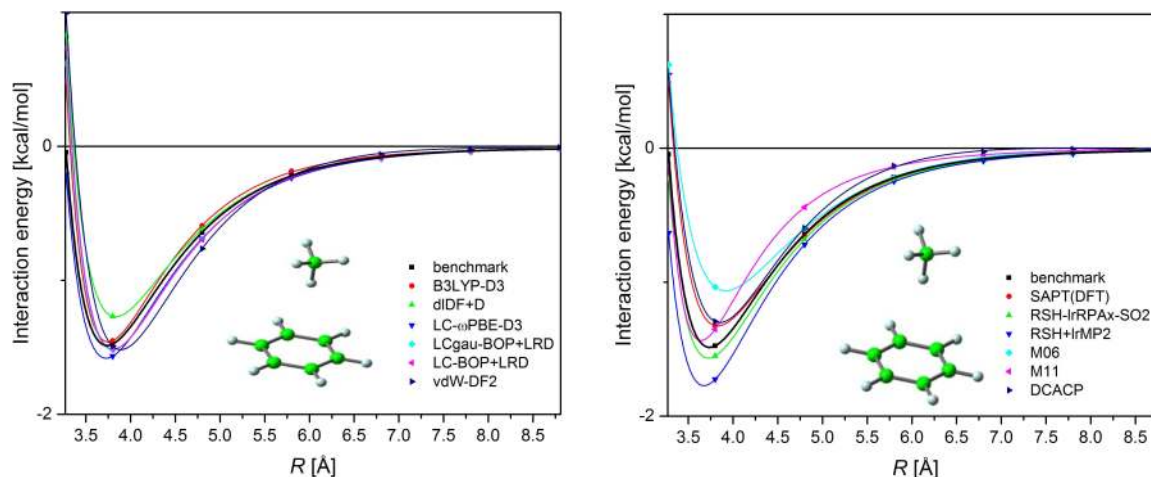 Interaction energy [kcal/mol]
0
-2
3.5 4.0 4.5 5.0 5.5 6.0 6.5 7.0 7.5 8.0 8.5
R [Å]
benchmark
B3LYP-D3
dlDF+D
LC-ωPBE-D3
LCgau-BOP+LRD
LC-BOP+LRD
vdW-DF2
Interaction energy [kcal/mol]
0
-2
3.5 4.0 4.5 5.0 5.5 6.0 6.5 7.0 7.5 8.0 8.5
R [Å]
benchmark
SAPT(DFT)
RSH-lrRPAx-SO2
RSH+lrMP2
M06
M11
DCACP